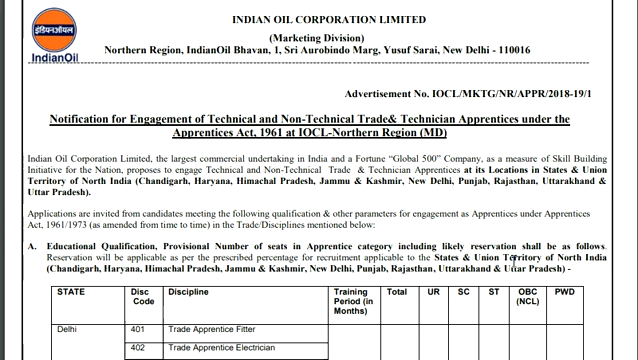 इंडियनऑयल
IndianOil
INDIAN OIL CORPORATION LIMITED
(Marketing Division)
Northern Region, IndianOil Bhavan, 1, Sri Aurobindo Marg, Yusuf Sarai, New Delhi - 110016
Advertisement No. IOCL/MKTG/NR/APPR/2018-19/1
Notification for Engagement of Technical and Non-Technical Trade& Technician Apprentices under the
Apprentices Act, 1961 at IOCL-Northern Region (MD)
Indian Oil Corporation Limited, the largest commercial undertaking in India and a Fortune “Global 500” Company, as a measure of Skill Building
Initiative for the Nation, proposes to engage Technical and Non-Technical Trade & Technician Apprentices at its Locations in States & Union
Territory of North India (Chandigarh, Haryana, Himachal Pradesh, Jammu & Kashmir, New Delhi, Punjab, Rajasthan, Uttarakhand &
Uttar Pradesh).
Applications are invited from candidates meeting the following qualification & other parameters for engagement as Apprentices under Apprentices
Act, 1961/1973 (as amended from time to time) in the Trade/Disciplines mentioned below:
A. Educational Qualification, Provisional Number of seats in Apprentice category including likely reservation shall be as follows.
Reservation will be applicable as per the prescribed percentage for recruitment applicable to the States & Union Territory of North India
(Chandigarh, Haryana, Himachal Pradesh, Jammu & Kashmir, New Delhi, Punjab, Rajasthan, Uttarakhand & Uttar Pradesh) -
STATE Disc Code Discipline Training Period (in Months) Total UR SC ST OBC (NCL) PWD
Delhi 401 Trade Apprentice Fitter
402 Trade Apprentice Electrician